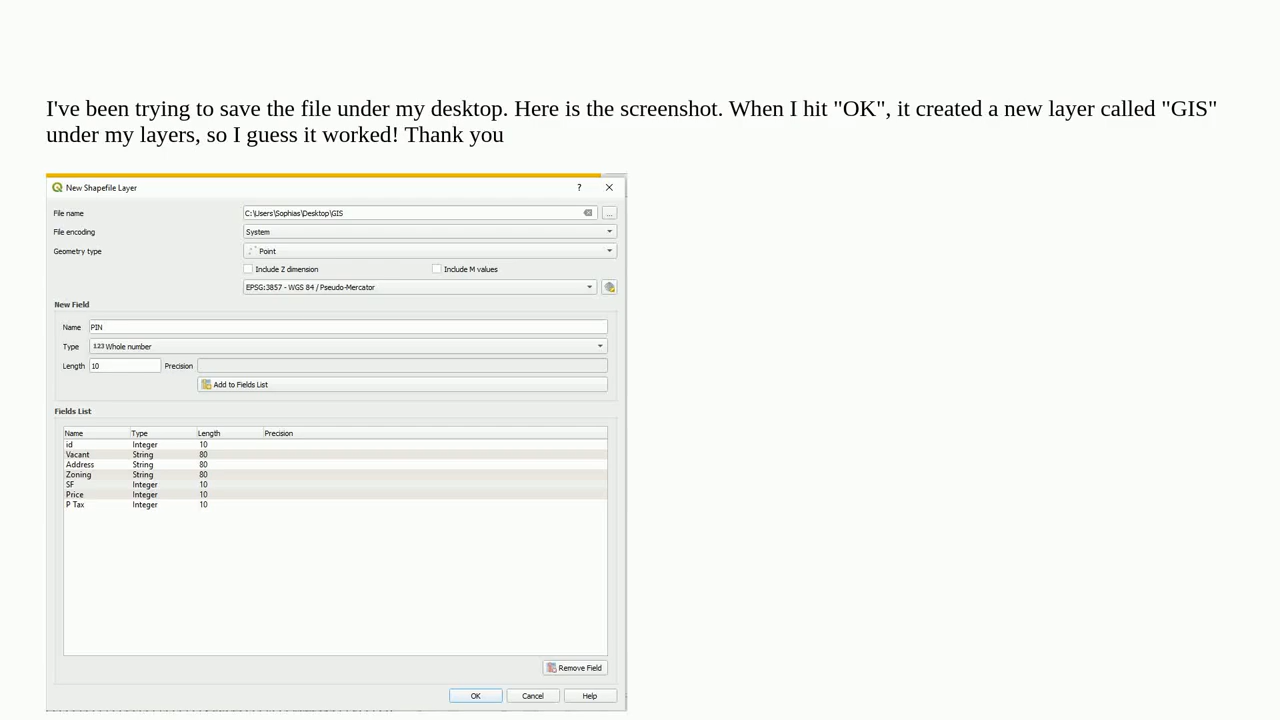 I've been trying to save the file under my desktop. Here is the screenshot. When I hit "OK", it created a new layer called "GIS"
under my layers, so I guess it worked! Thank you
New Shapefile Layer ? ×
File name C:\Users\Sophias\Desktop\GIS ...
File encoding System
Geometry type Point
Include Z dimension Include M values
EPSG:3857 - WGS 84 / Pseudo-Mercator
New Field
Name PIN
Type 123 Whole number
Length 10 Precision
Add to Fields List
Fields List
Name Type Length Precision
id Integer 10
Vacant String 80
Address String 80
Zoning String 80
SF Integer 10
Price Integer 10
P Tax Integer 10
Remove Field
OK Cancel Help